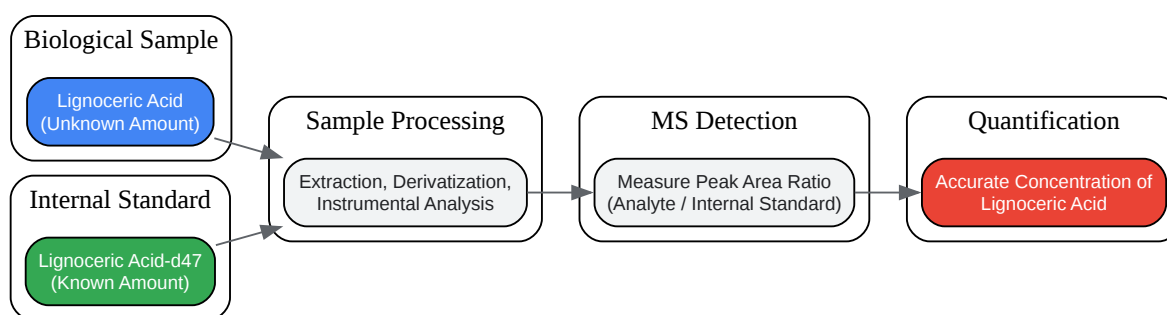 Biological Sample
Lignoceric Acid
(Unknown Amount)
Internal Standard
Lignoceric Acid-d47
(Known Amount)
Sample Processing
Extraction, Derivatization,
Instrumental Analysis
MS Detection
Measure Peak Area Ratio
(Analyte / Internal Standard)
Quantification
Accurate Concentration of
Lignoceric Acid